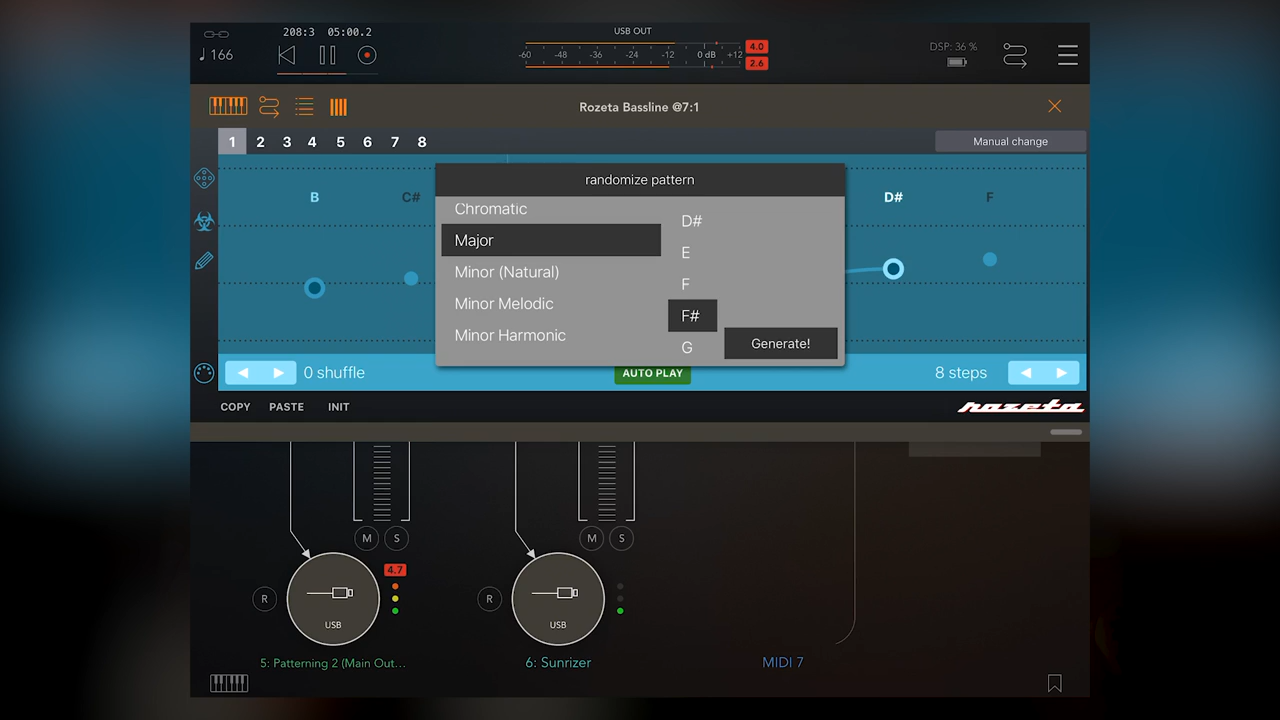 208:3 05:00.2
♩ 166
USB OUT
-60 -48 -36 -24 -12 0 dB +12
4.0
2.6
DSP: 36 %
Rozeta Bassline @7:1
1 2 3 4 5 6 7 8
Manual change
randomize pattern
B
C#
D#
F
Chromatic
Major
Minor (Natural)
Minor Melodic
Minor Harmonic
D#
E
F
F#
G
Generate!
0 shuffle
AUTO PLAY
8 steps
COPY PASTE INIT
rozeta
M S
M S
4.7
R
USB
R
USB
5: Patterning 2 (Main Out...
6: Sunrizer
MIDI 7